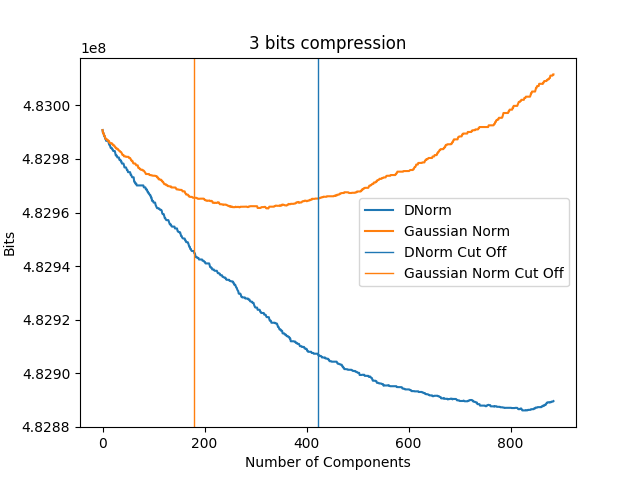 3 bits compression
1e8
4.8300
4.8298
4.8296
4.8294
4.8292
4.8290
4.8288
Bits
DNorm
Gaussian Norm
DNorm Cut Off
Gaussian Norm Cut Off
0 200 400 600 800
Number of Components